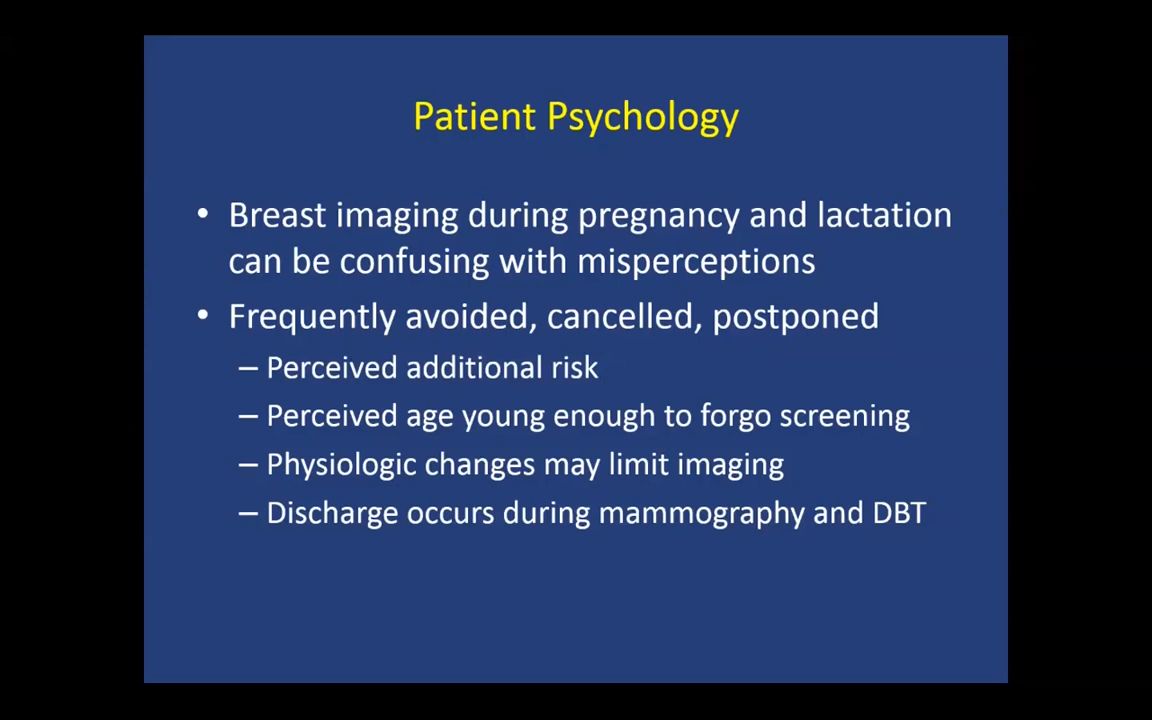 Patient Psychology
• Breast imaging during pregnancy and lactation
can be confusing with misperceptions
• Frequently avoided, cancelled, postponed
– Perceived additional risk
– Perceived age young enough to forgo screening
– Physiologic changes may limit imaging
– Discharge occurs during mammography and DBT